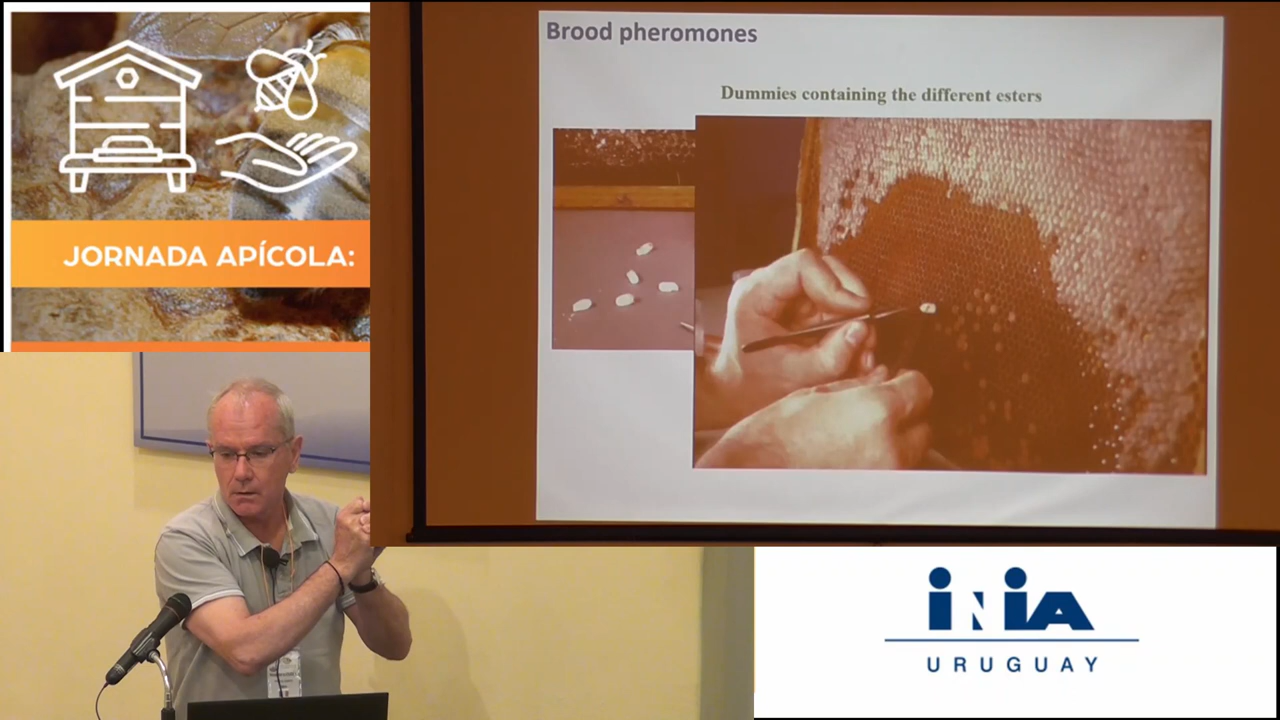 JORNADA APÍCOLA:
Brood pheromones
Dummies containing the different esters
iNiA
URUGUAY